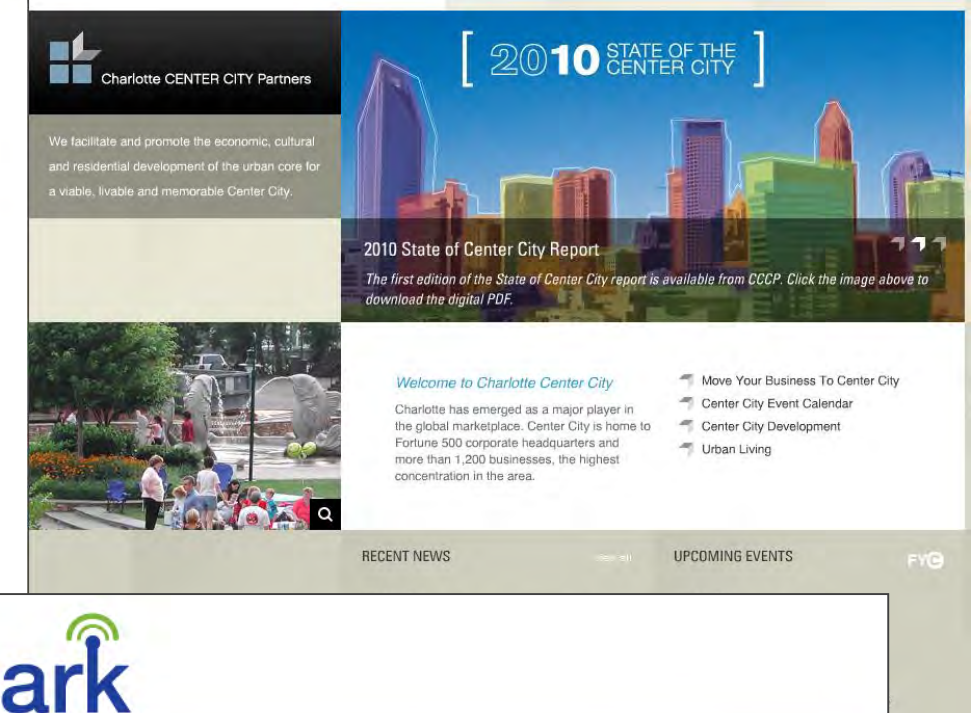 Charlotte CENTER CITY Partners
We facilitate and promote the economic, cultural
and residential development of the urban core for
a viable, livable and memorable Center City.
[ 2010 STATE OF THE
CENTER CITY ]
2010 State of Center City Report
The first edition of the State of Center City report is available from CCCP. Click the image above to
download the digital PDF.
Welcome to Charlotte Center City
Charlotte has emerged as a major player in
the global marketplace. Center City is home to
Fortune 500 corporate headquarters and
more than 1,200 businesses, the highest
concentration in the area.
Move Your Business To Center City
Center City Event Calendar
Center City Development
Urban Living
RECENT NEWS
view all
UPCOMING EVENTS
FYC
ark